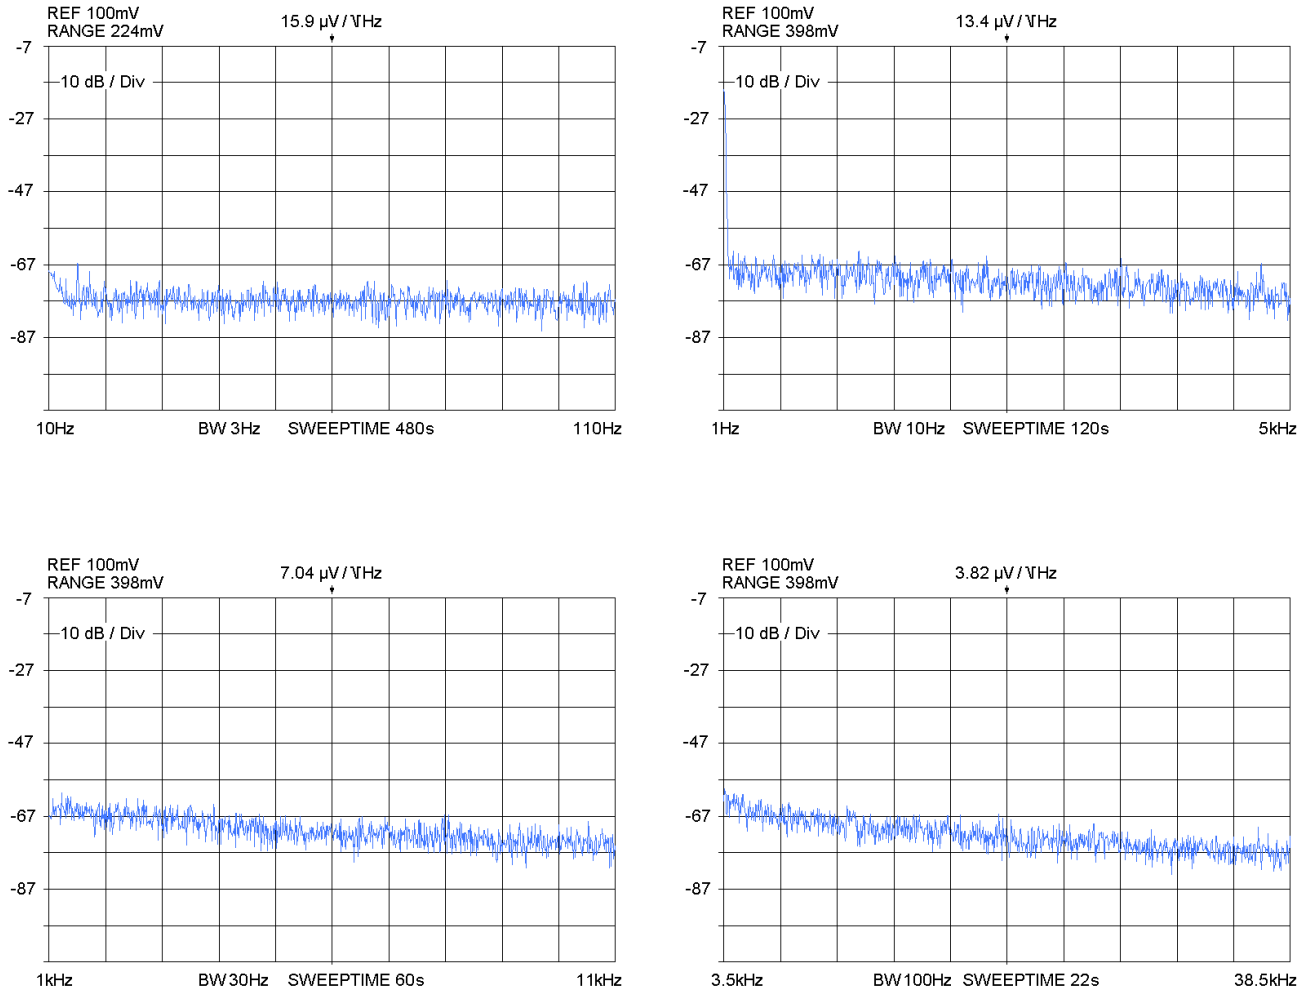 REF 100mV
RANGE 224mV
15.9 µV / √Hz
-7
10 dB / Div
-27
-47
-67
-87
10Hz BW 3Hz SWEEPTIME 480s 110Hz
REF 100mV
RANGE 398mV
13.4 µV / √Hz
-7
10 dB / Div
-27
-47
-67
-87
1Hz BW 10Hz SWEEPTIME 120s 5kHz
REF 100mV
RANGE 398mV
7.04 µV / √Hz
-7
10 dB / Div
-27
-47
-67
-87
1kHz BW 30Hz SWEEPTIME 60s 11kHz
REF 100mV
RANGE 398mV
3.82 µV / √Hz
-7
10 dB / Div
-27
-47
-67
-87
3.5kHz BW 100Hz SWEEPTIME 22s 38.5kHz